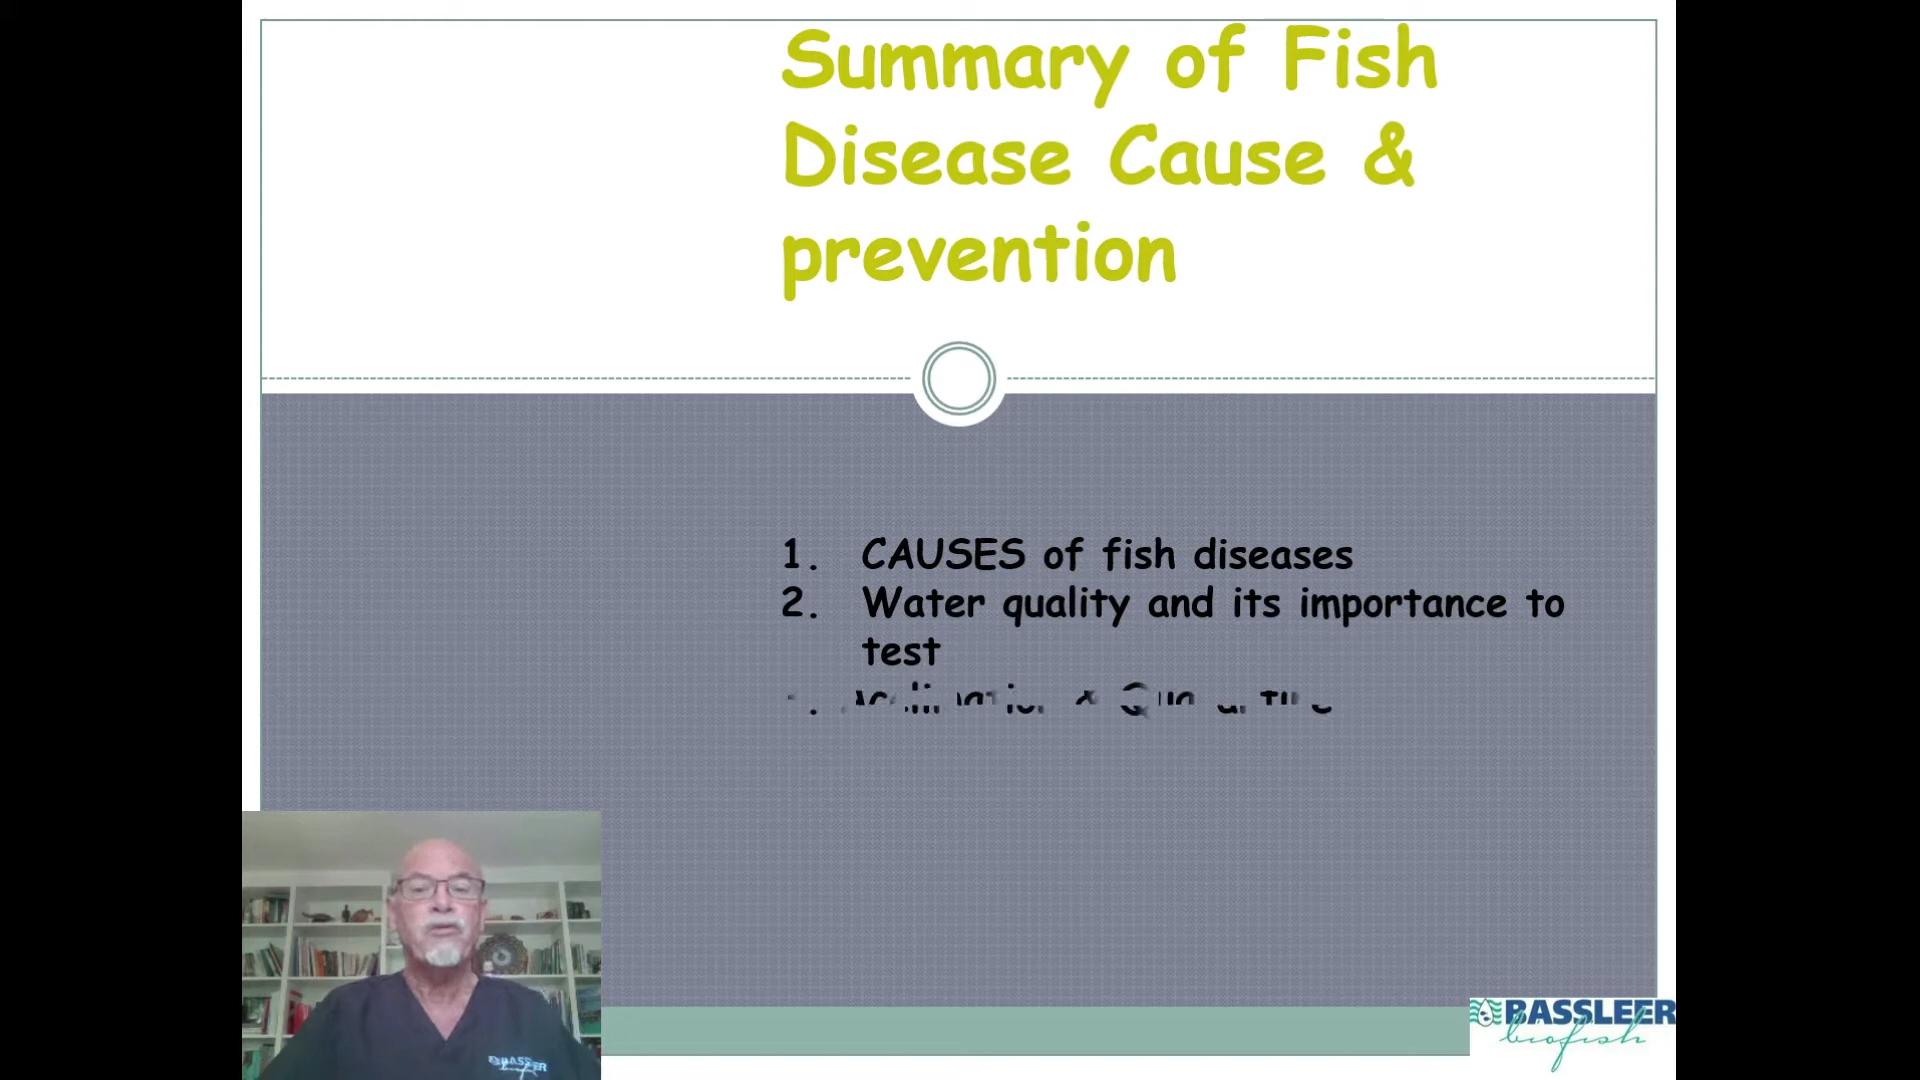 Summary of Fish
Disease Cause &
prevention
1. CAUSES of fish diseases
2. Water quality and its importance to
test
&
BASSLEER
biofish
BASSLEER